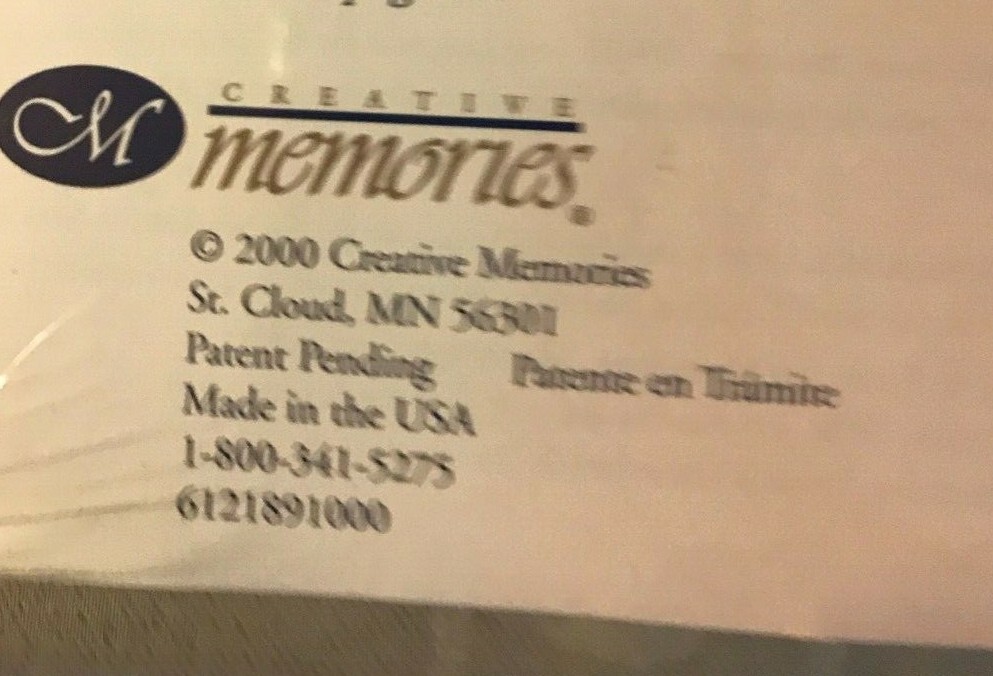 CM
CREATIVE
memories®
© 2000 Creative Memories
St. Cloud, MN 56301
Patent Pending Patente en Trámite
Made in the USA
1-800-341-5275
6121891000